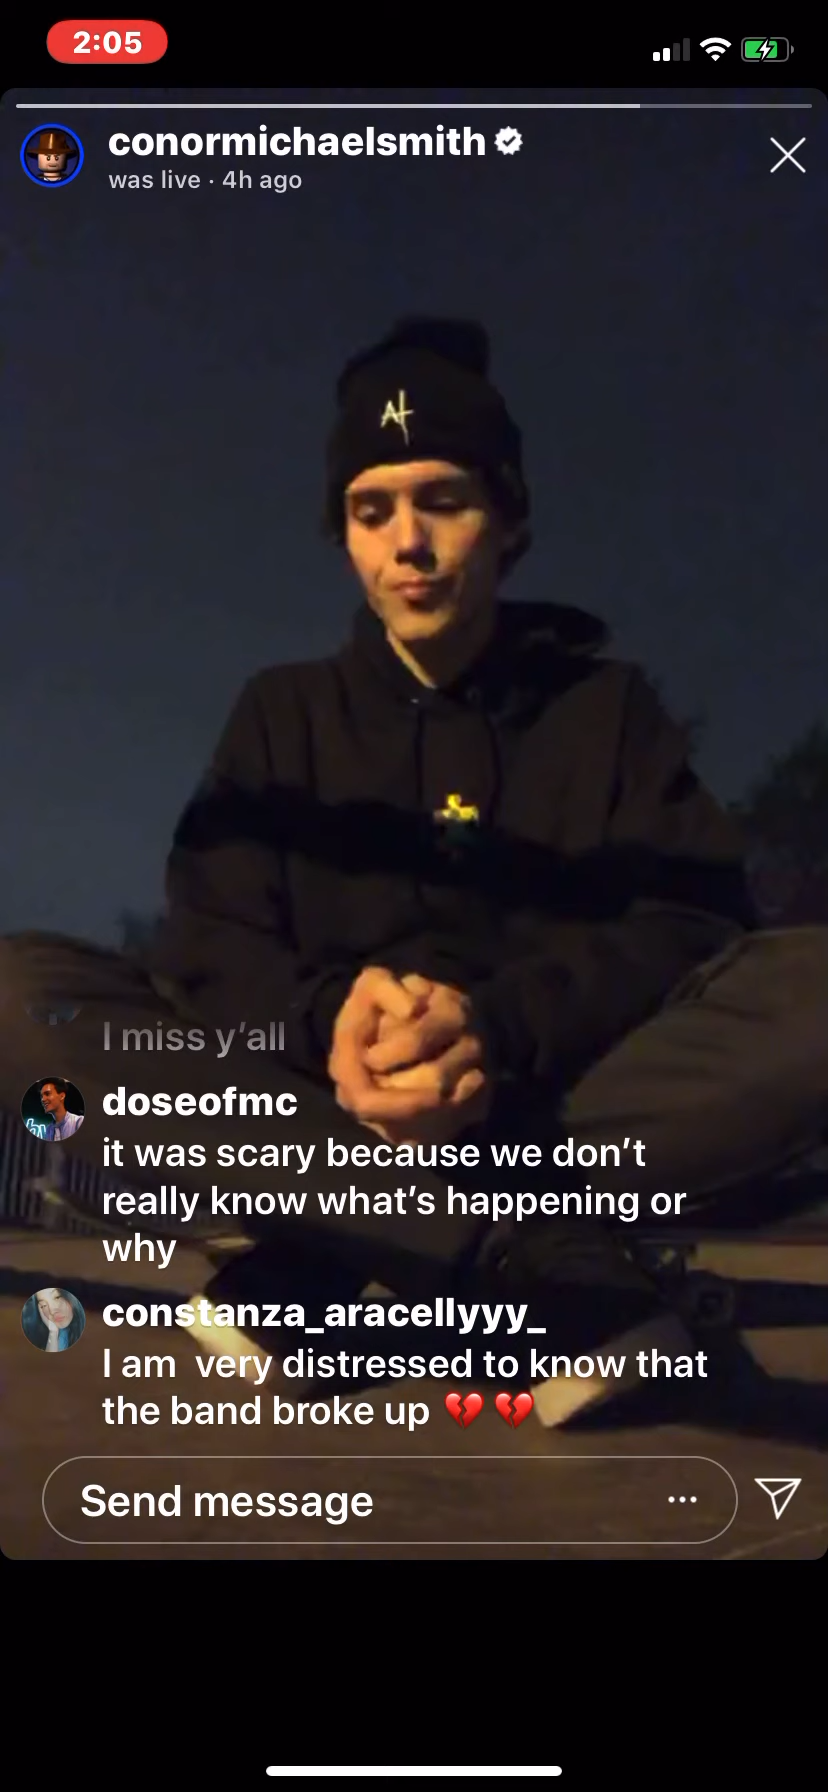 2:05
conormichaelsmith
was live · 4h ago
I miss y'all
doseofmc
it was scary because we don't
really know what's happening or
why
constanza_aracellyyy_
I am  very distressed to know that
the band broke up 💔 💔
Send message